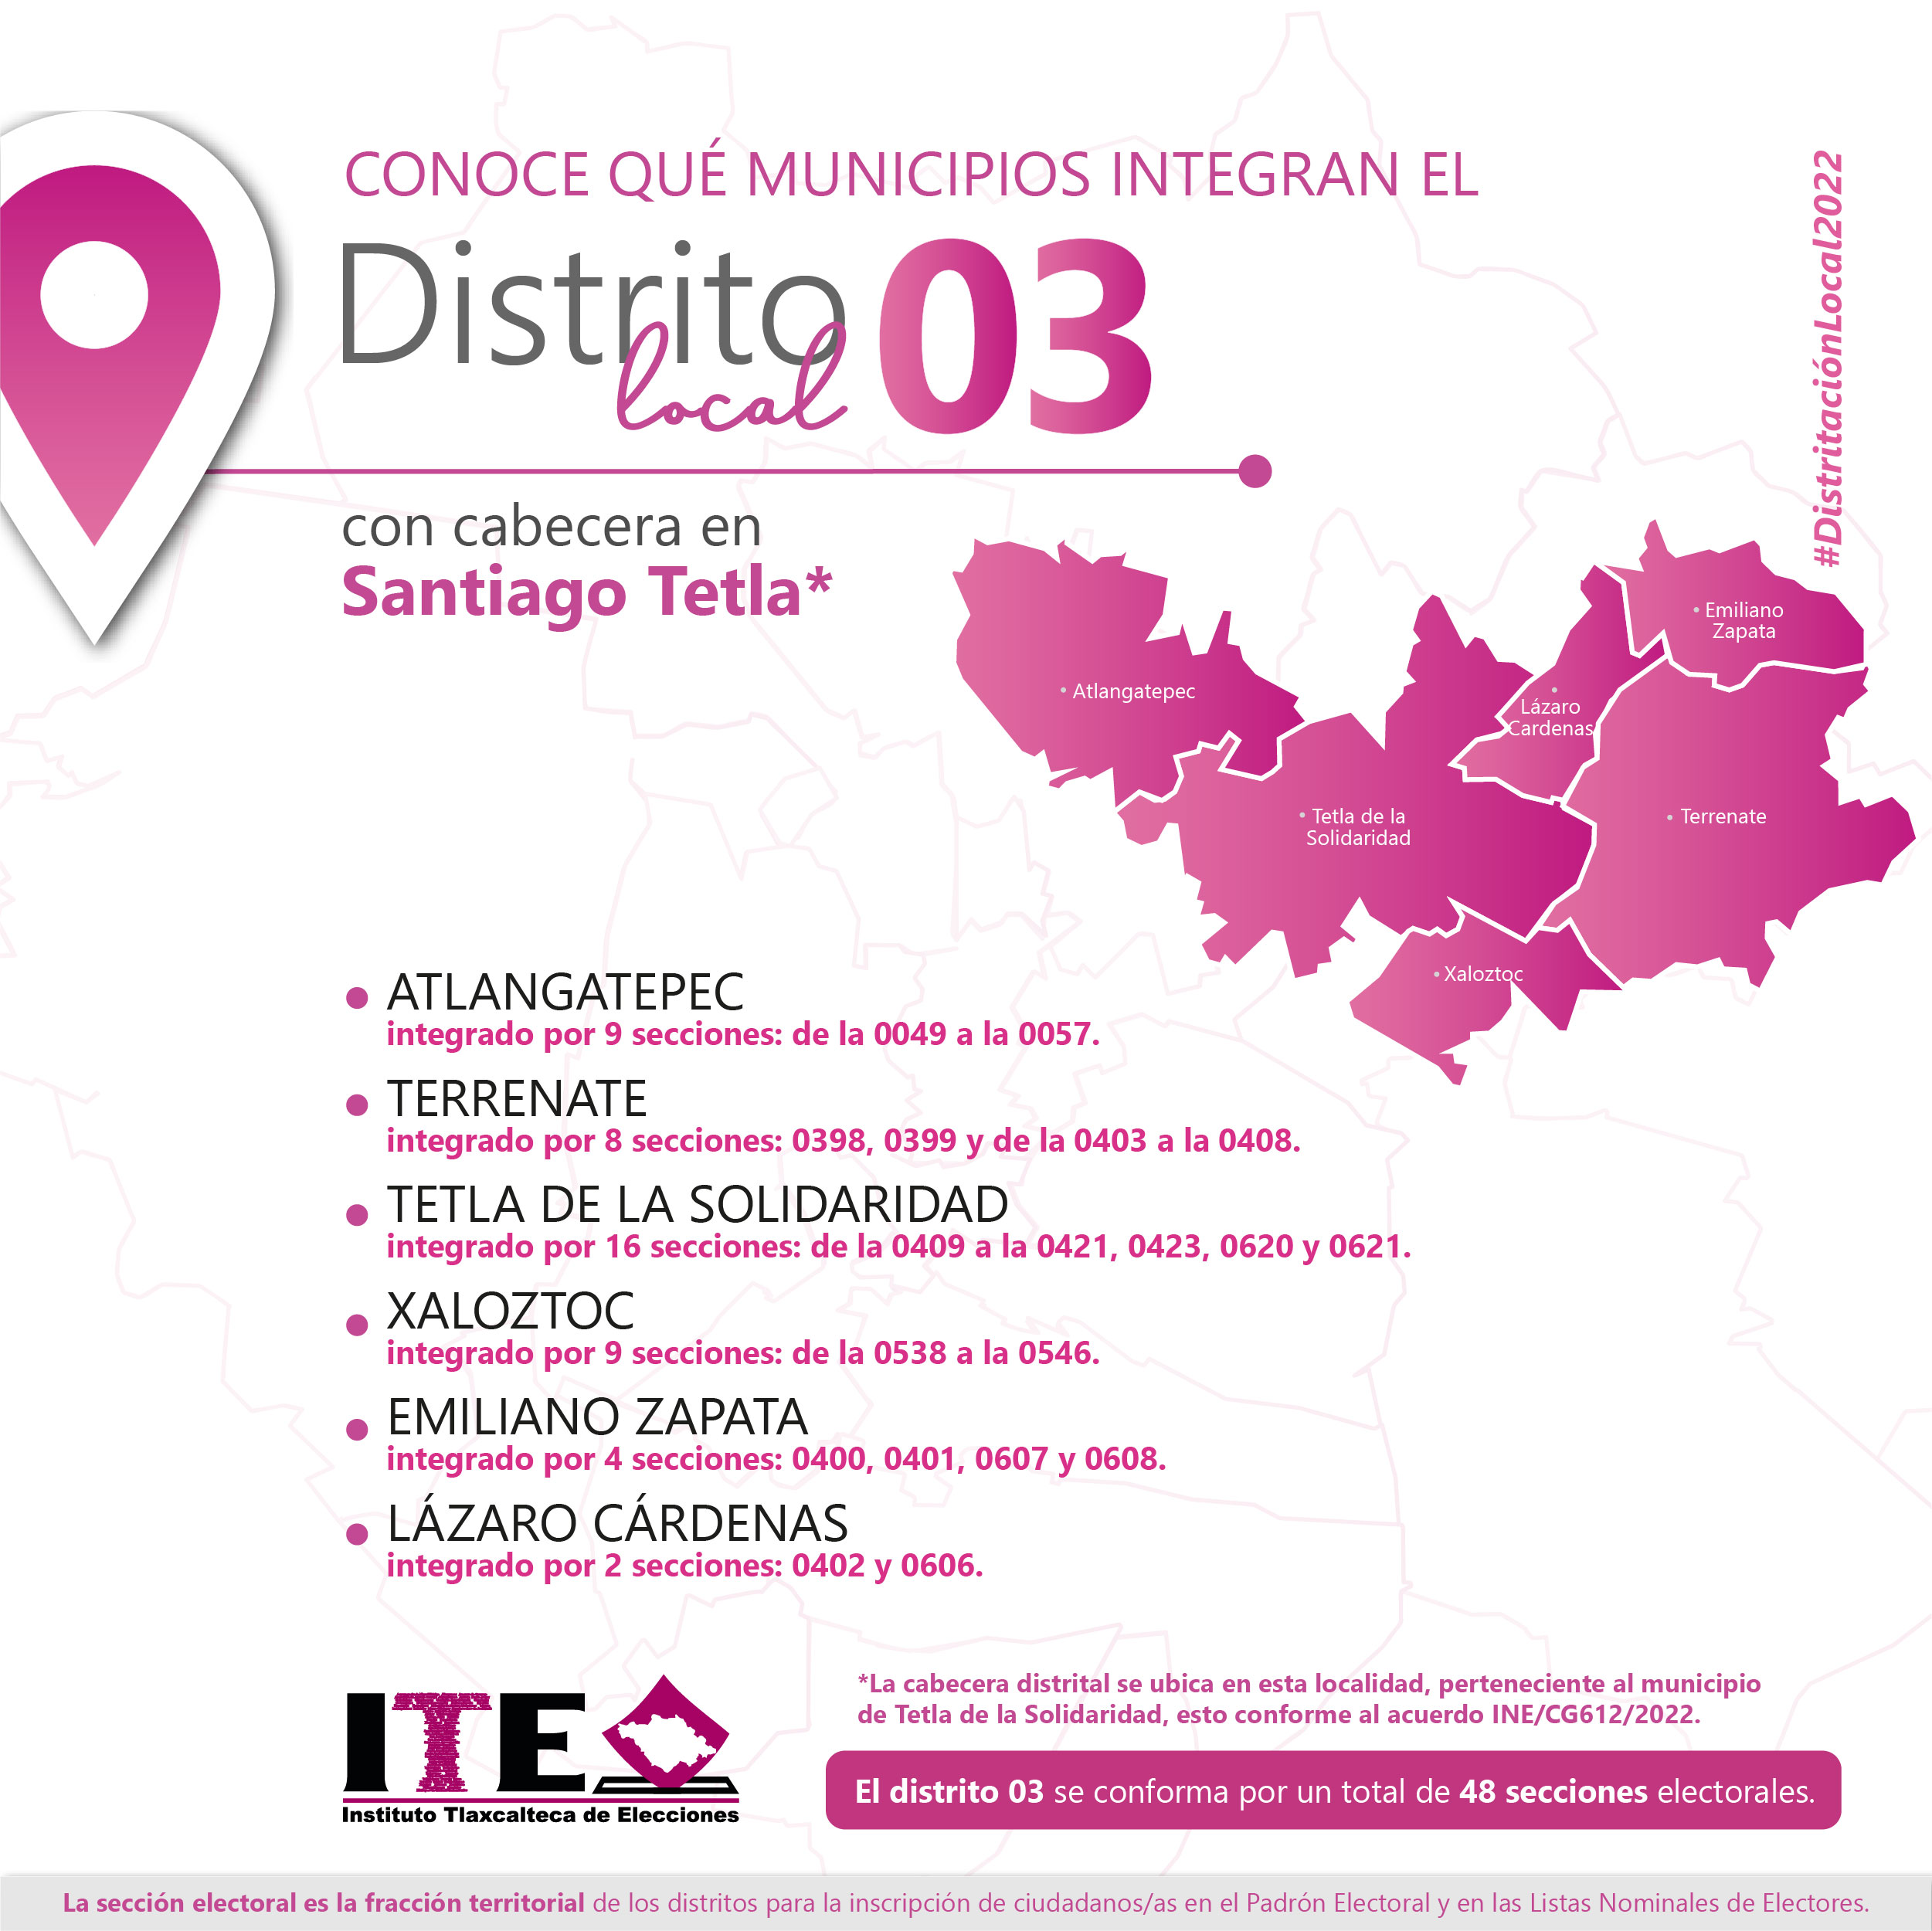 CONOCE QUÉ MUNICIPIOS INTEGRAN EL
Distrito local 03
con cabecera en
Santiago Tetla*
#DistritaciónLocal2022
Emiliano
Zapata
Atlangatepec
Lázaro
Cardenas
Tetla de la
Solidaridad
Terrenate
Xaloztoc
ATLANGATEPEC
integrado por 9 secciones: de la 0049 a la 0057.
TERRENATE
integrado por 8 secciones: 0398, 0399 y de la 0403 a la 0408.
TETLA DE LA SOLIDARIDAD
integrado por 16 secciones: de la 0409 a la 0421, 0423, 0620 y 0621.
XALOZTOC
integrado por 9 secciones: de la 0538 a la 0546.
EMILIANO ZAPATA
integrado por 4 secciones: 0400, 0401, 0607 y 0608.
LÁZARO CÁRDENAS
integrado por 2 secciones: 0402 y 0606.
ITE
Instituto Tlaxcalteca de Elecciones
*La cabecera distrital se ubica en esta localidad, perteneciente al municipio
de Tetla de la Solidaridad, esto conforme al acuerdo INE/CG612/2022.
El distrito 03 se conforma por un total de 48 secciones electorales.
La sección electoral es la fracción territorial de los distritos para la inscripción de ciudadanos/as en el Padrón Electoral y en las Listas Nominales de Electores.